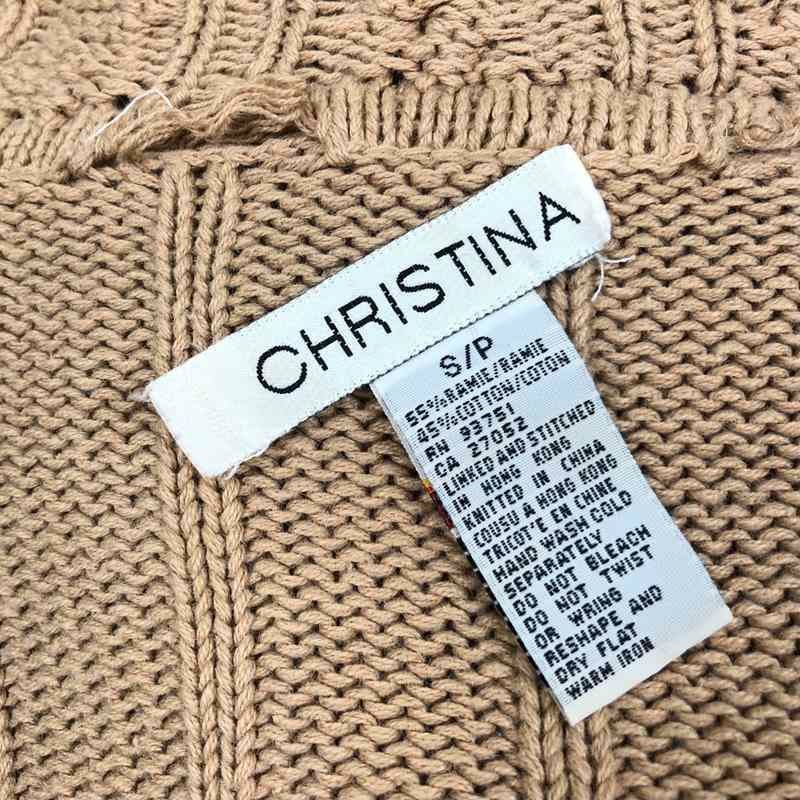 CHRISTINA
S/P
55%RAMIE/RAMIE
45%COTTON/COTON
RN 93751
CA 27052
LINKED AND STITCHED
IN HONG KONG
KNITTED IN CHINA
COUSU A HONG KONG
TRICOT'E EN CHINE
HAND WASH COLD
SEPARATELY
DO NOT BLEACH
DO NOT TWIST
OR WRING
RESHAPE AND
DRY FLAT
WARM IRON